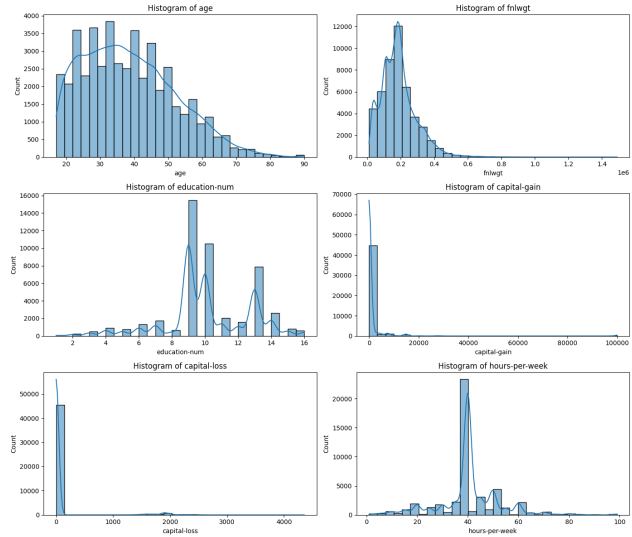 Histogram of age
4000
3500
3000
2500
2000
1500
1000
500
0
Count
20 30 40 50 60 70 80 90
age
Histogram of fnlwgt
12000
10000
8000
6000
4000
2000
0
Count
0.0 0.2 0.4 0.6 0.8 1.0 1.2 1.4
1e6
fnlwgt
Histogram of education-num
16000
14000
12000
10000
8000
6000
4000
2000
0
Count
2 4 6 8 10 12 14 16
education-num
Histogram of capital-gain
70000
60000
50000
40000
30000
20000
10000
0
Count
0 20000 40000 60000 80000 100000
capital-gain
Histogram of capital-loss
50000
40000
30000
20000
10000
0
Count
0 1000 2000 3000 4000
capital-loss
Histogram of hours-per-week
20000
15000
10000
5000
0
Count
0 20 40 60 80 100
hours-per-week